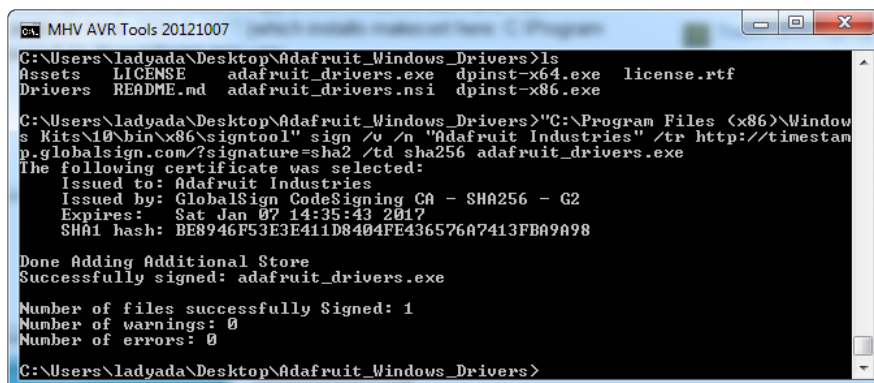 MHV AVR Tools 20121007
C:\Users\ladyada\Desktop\Adafruit_Windows_Drivers>ls
Assets LICENSE adafruit_drivers.exe dpinst-x64.exe license.rtf
Drivers README.md adafruit_drivers.nsi dpinst-x86.exe
C:\Users\ladyada\Desktop\Adafruit_Windows_Drivers>"C:\Program Files (x86)\Window
s Kits\10\bin\x86\signtool" sign /v /n "Adafruit Industries" /tr http://timestam
p.globalsign.com/?signature=sha2 /td sha256 adafruit_drivers.exe
The following certificate was selected:
Issued to: Adafruit Industries
Issued by: GlobalSign CodeSigning CA - SHA256 - G2
Expires: Sat Jan 07 14:35:43 2017
SHA1 hash: BE8946F53E3E411D8404FE436576A7413FBA9A98
Done Adding Additional Store
Successfully signed: adafruit_drivers.exe
Number of files successfully Signed: 1
Number of warnings: 0
Number of errors: 0
C:\Users\ladyada\Desktop\Adafruit_Windows_Drivers>